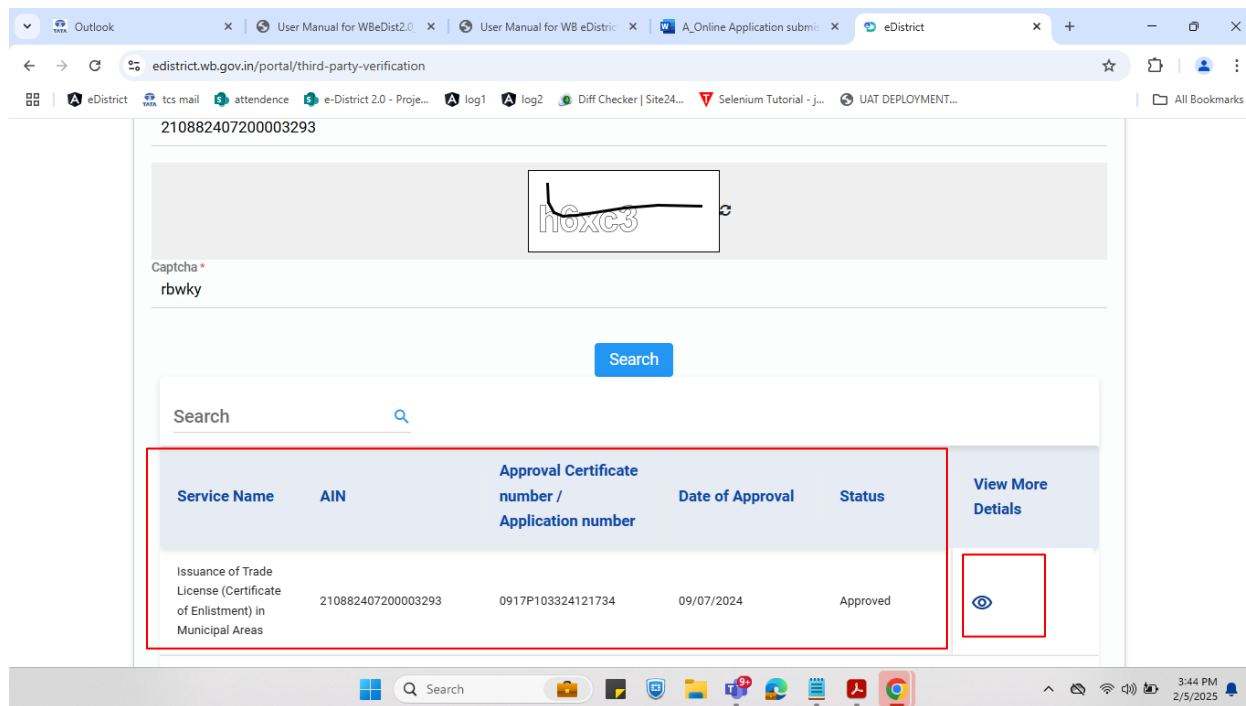 Outlook
User Manual for WBeDist2.0
User Manual for WB eDistric
A_Online Application submi
eDistrict
edistrict.wb.gov.in/portal/third-party-verification
eDistrict
tcs mail
attendence
e-District 2.0 - Proje...
log1
log2
Diff Checker | Site24...
Selenium Tutorial - j...
UAT DEPLOYMENT...
All Bookmarks
210882407200003293
h6xc3
Captcha *
rbwky
Search
Search
Service Name
AIN
Approval Certificate
number /
Application number
Date of Approval
Status
View More
Detials
Issuance of Trade
License (Certificate
of Enlistment) in
Municipal Areas
210882407200003293
0917P103324121734
09/07/2024
Approved
Search
9+
3:44 PM
2/5/2025